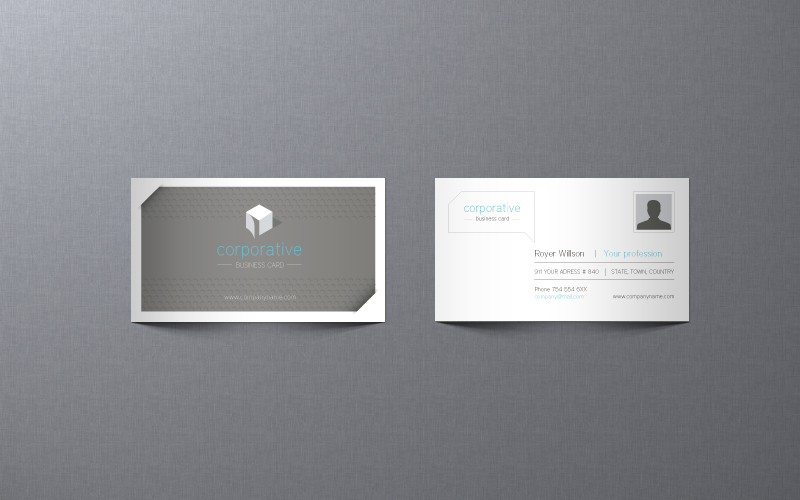 corporative
BUSINESS CARD
www.companyname.com
corporative
business card
Royer Willson | Your profession
911 YOUR ADRESS # 840 | STATE, TOWN, COUNTRY
Phone 754 554 6XX
company@mail.com
www.companyname.com